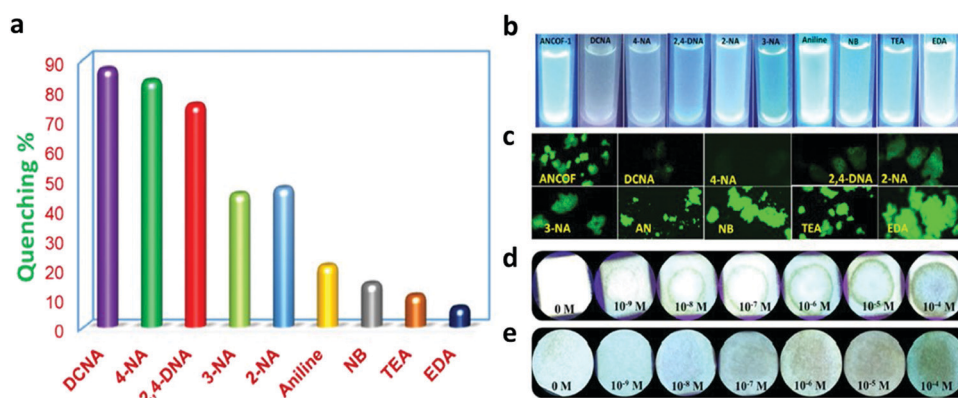 a
Quenching %
90
80
70
60
50
40
30
20
10
0
DCNA
4-NA
2,4-DNA
3-NA
2-NA
Aniline
NB
TEA
EDA
b
ANCOF-1 DCNA 4-NA 2,4-DNA 2-NA 3-NA Aniline NB TEA EDA
c
ANCOF DCNA 4-NA 2,4-DNA 2-NA
3-NA AN NB TEA EDA
d
0 M 10⁻⁹ M 10⁻⁸ M 10⁻⁷ M 10⁻⁶ M 10⁻⁵ M 10⁻⁴ M
e
0 M 10⁻⁹ M 10⁻⁸ M 10⁻⁷ M 10⁻⁶ M 10⁻⁵ M 10⁻⁴ M